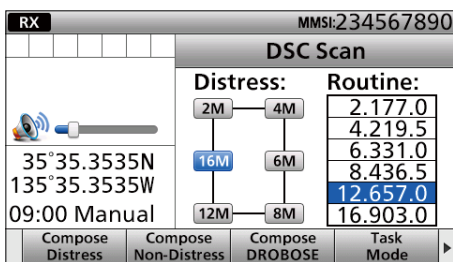 RX
MMSI:234567890
DSC Scan
Distress:
2M 4M
16M 6M
12M 8M
Routine:
2.177.0
4.219.5
6.331.0
8.436.5
12.657.0
16.903.0
35°35.3535N
135°35.3535W
09:00 Manual
Compose Distress
Compose Non-Distress
Compose DROBOSE
Task Mode